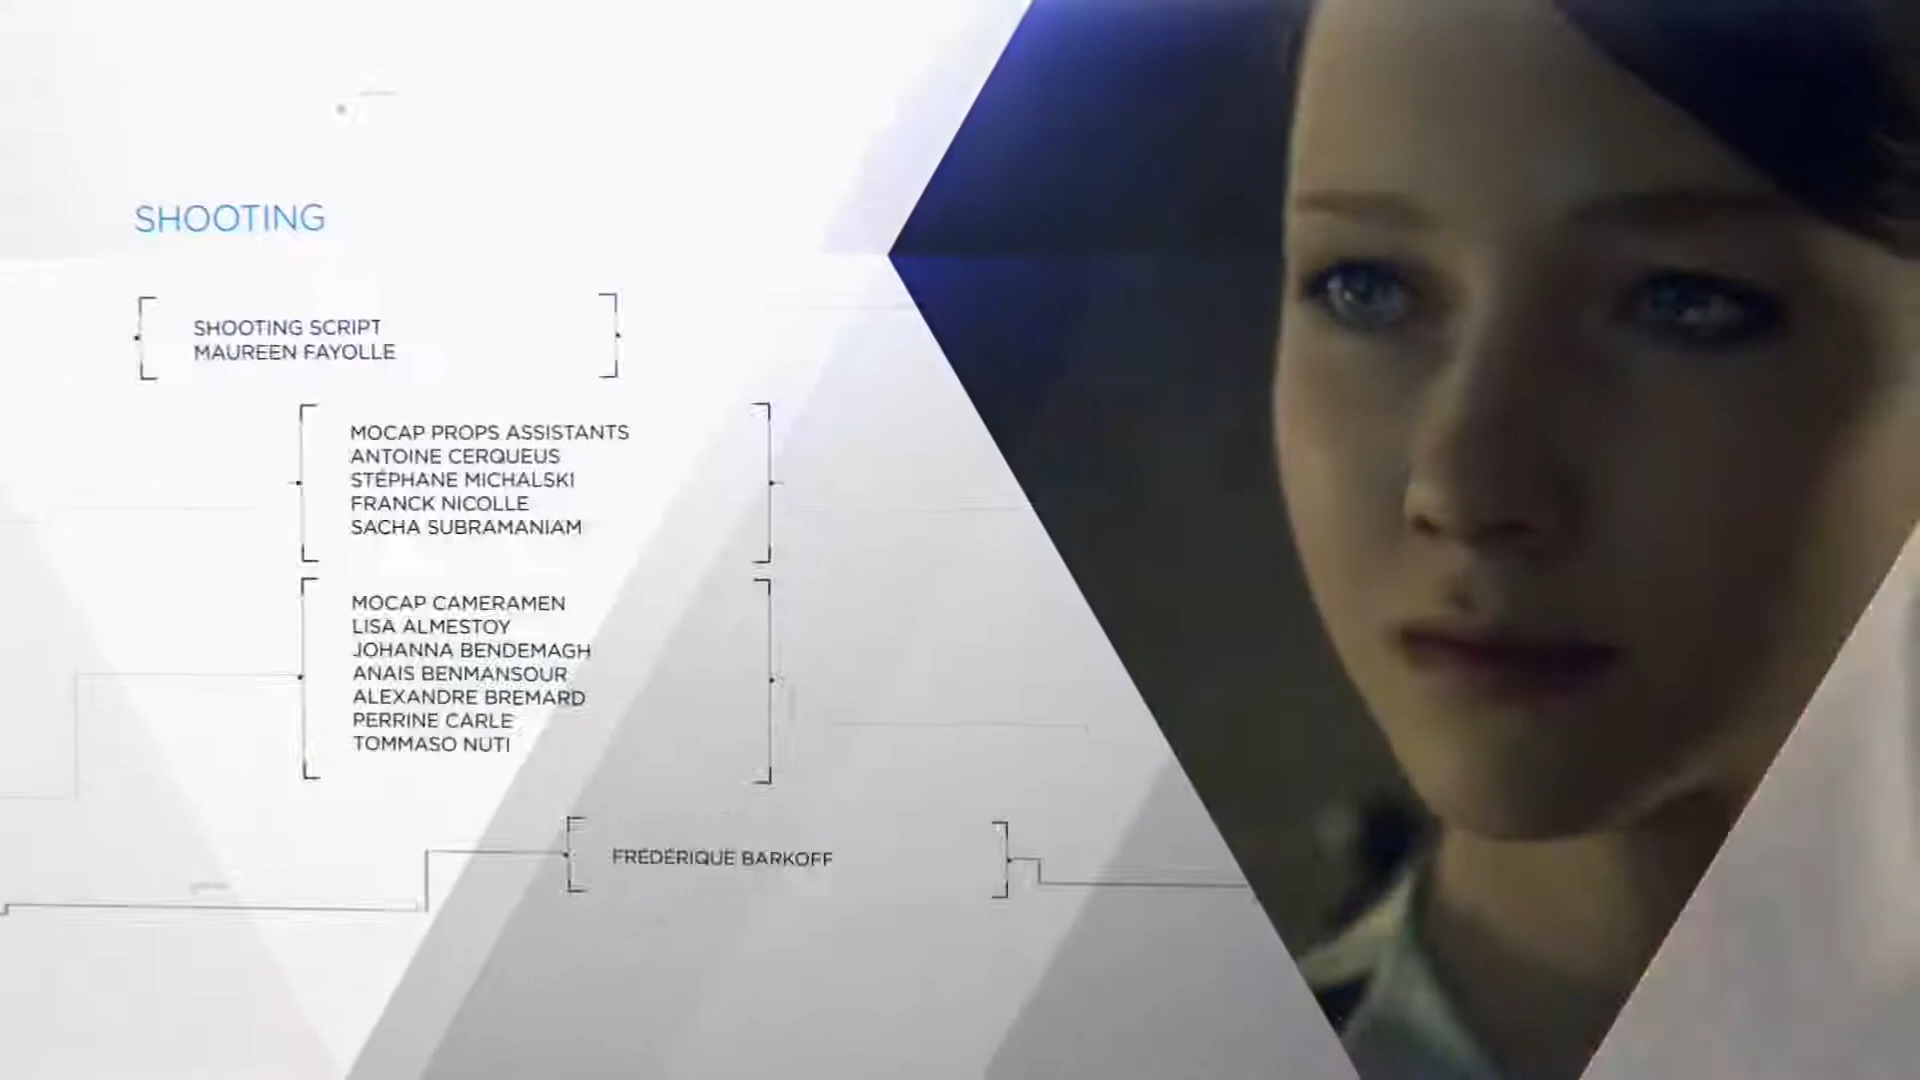 SHOOTING
SHOOTING SCRIPT
MAUREEN FAYOLLE
MOCAP PROPS ASSISTANTS
ANTOINE CERQUEUS
STÉPHANE MICHALSKI
FRANCK NICOLLE
SACHA SUBRAMANIAM
MOCAP CAMERAMEN
LISA ALMESTOY
JOHANNA BENDEMAGH
ANAIS BENMANSOUR
ALEXANDRE BREMARD
PERRINE CARLE
TOMMASO NUTI
FRÉDÉRIQUE BARKOFF